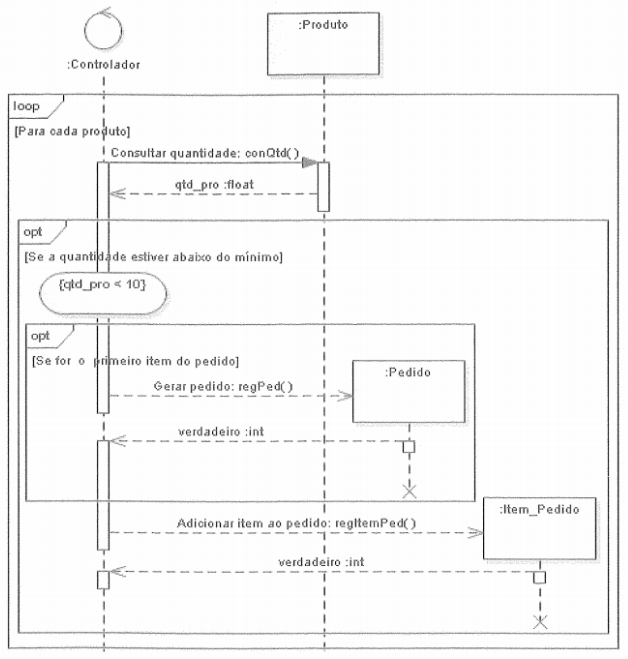 :Controlador
:Produto
loop
[Para cada produto]
Consultar quantidade: conQtd()
qtd_pro :float
opt
[Se a quantidade estiver abaixo do mínimo]
{qtd_pro < 10}
opt
[Se for o primeiro item do pedido]
:Pedido
Gerar pedido: regPed()
verdadeiro :int
:Item_Pedido
Adicionar item ao pedido: regItemPed()
verdadeiro :int